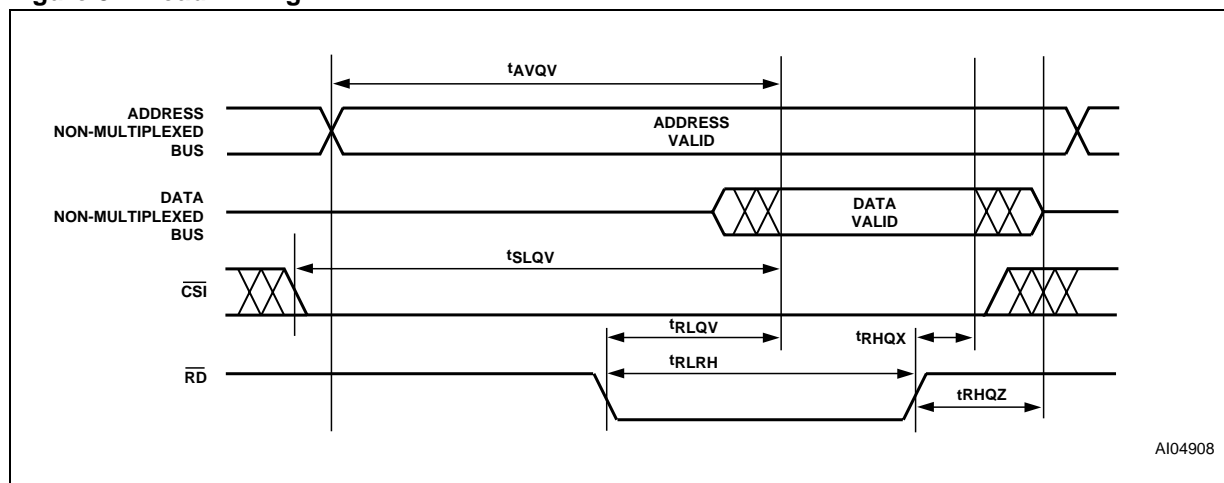 tAVQV
ADDRESS
NON-MULTIPLEXED
BUS
ADDRESS
VALID
DATA
NON-MULTIPLEXED
BUS
DATA
VALID
tSLQV
CSI
tRLQV
tRHQX
tRLRH
RD
tRHQZ
AI04908